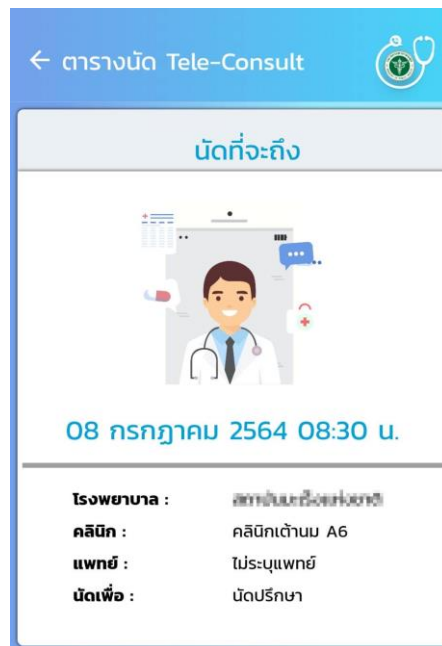 ← ตารางนัด Tele-Consult
นัดที่จะถึง
08 กรกฎาคม 2564 08:30 น.
โรงพยาบาล :
คลินิก : คลินิกเต้านม A6
แพทย์ : ไม่ระบุแพทย์
นัดเพื่อ : นัดปรึกษา